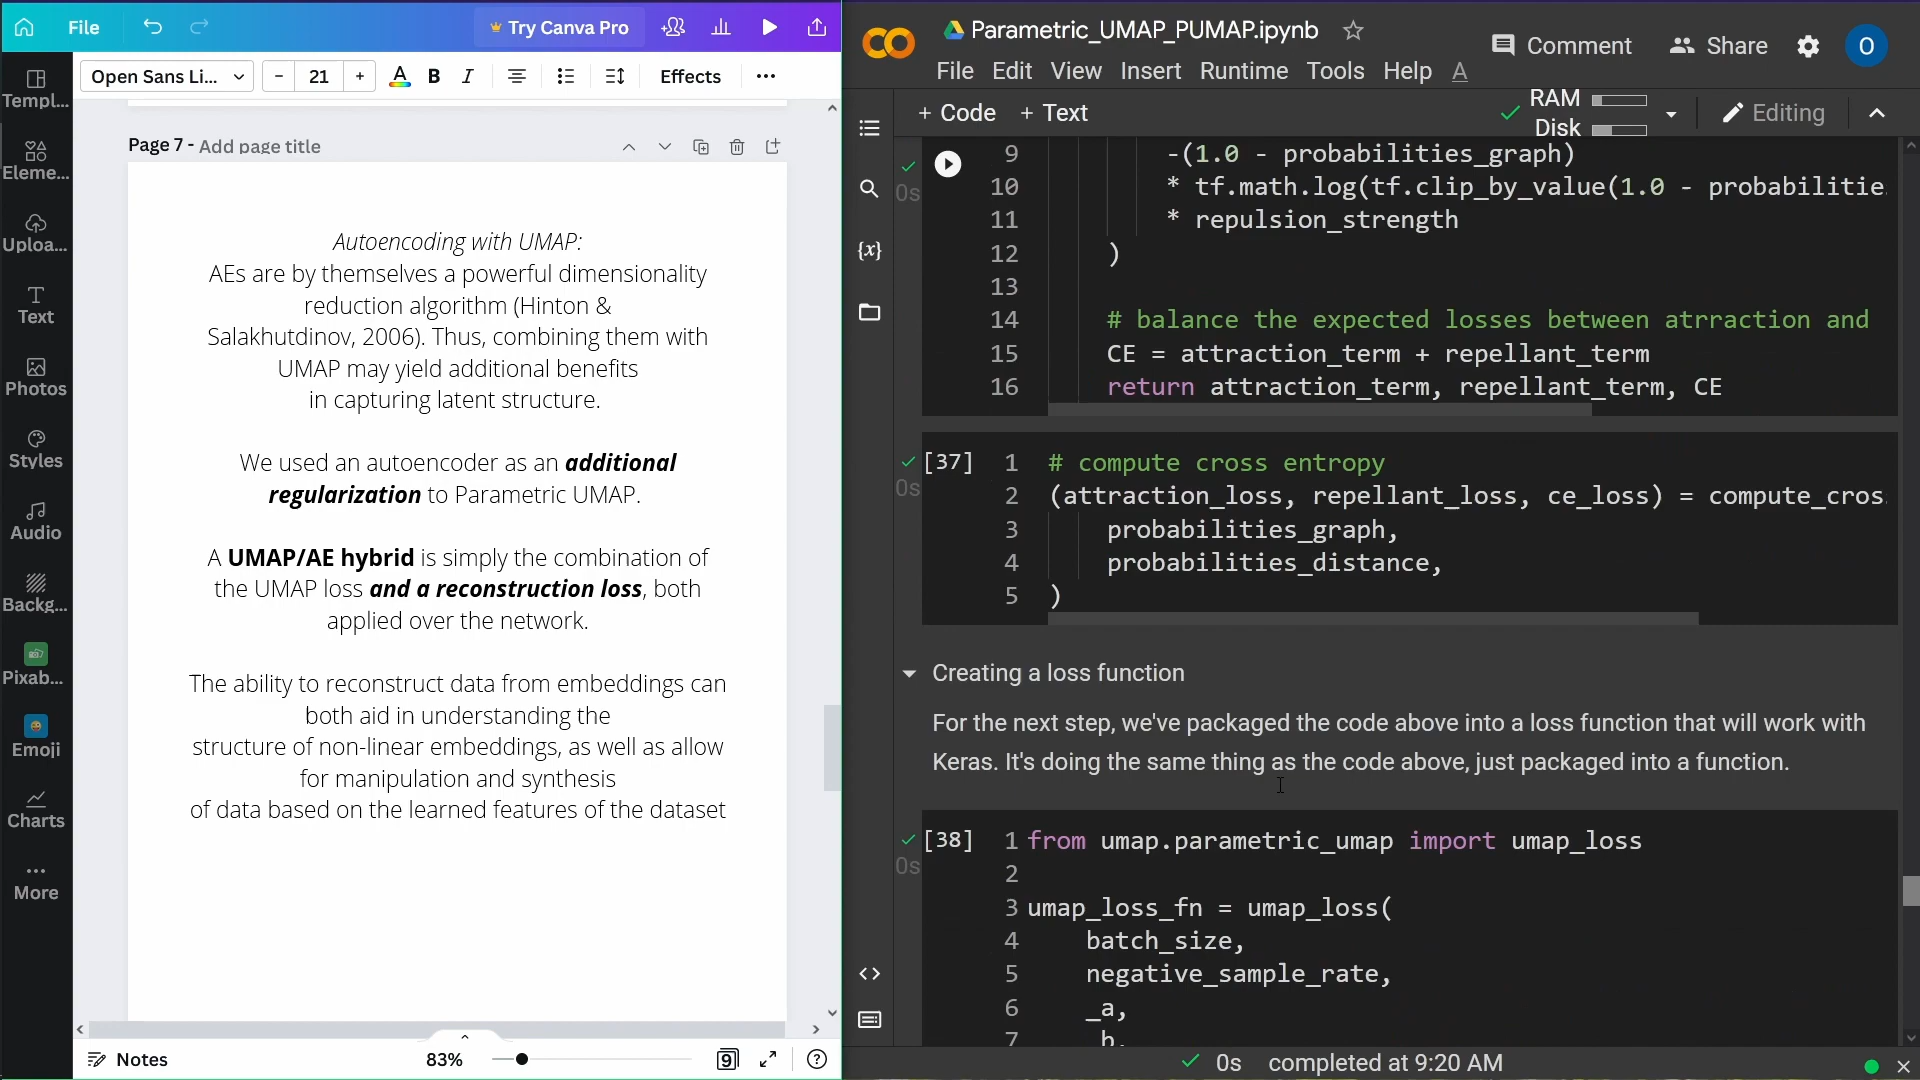 File
Try Canva Pro
Open Sans Li...
- 21 +
A B I
Effects
Templ...
Eleme...
Uploa...
Text
Photos
Styles
Audio
Backg...
Pixab...
Emoji
Charts
More
Page 7 - Add page title
Autoencoding with UMAP:
AEs are by themselves a powerful dimensionality
reduction algorithm (Hinton &
Salakhutdinov, 2006). Thus, combining them with
UMAP may yield additional benefits
in capturing latent structure.
We used an autoencoder as an additional
regularization to Parametric UMAP.
A UMAP/AE hybrid is simply the combination of
the UMAP loss and a reconstruction loss, both
applied over the network.
The ability to reconstruct data from embeddings can
both aid in understanding the
structure of non-linear embeddings, as well as allow
for manipulation and synthesis
of data based on the learned features of the dataset
Notes
83%
9
?
Parametric_UMAP_PUMAP.ipynb
Comment
Share
O
File Edit View Insert Runtime Tools Help A
+ Code + Text
RAM
Disk
Editing
{x}
<>
0s
9 -(1.0 - probabilities_graph)
10 * tf.math.log(tf.clip_by_value(1.0 - probabilitie
11 * repulsion_strength
12 )
13
14 # balance the expected losses between atrraction and
15 CE = attraction_term + repellant_term
16 return attraction_term, repellant_term, CE
[37] 1 # compute cross entropy
0s
2 (attraction_loss, repellant_loss, ce_loss) = compute_cros
3 probabilities_graph,
4 probabilities_distance,
5 )
Creating a loss function
For the next step, we've packaged the code above into a loss function that will work with
Keras. It's doing the same thing as the code above, just packaged into a function.
[38] 1 from umap.parametric_umap import umap_loss
0s
2
3 umap_loss_fn = umap_loss(
4 batch_size,
5 negative_sample_rate,
6 _a,
7 _b,
0s completed at 9:20 AM